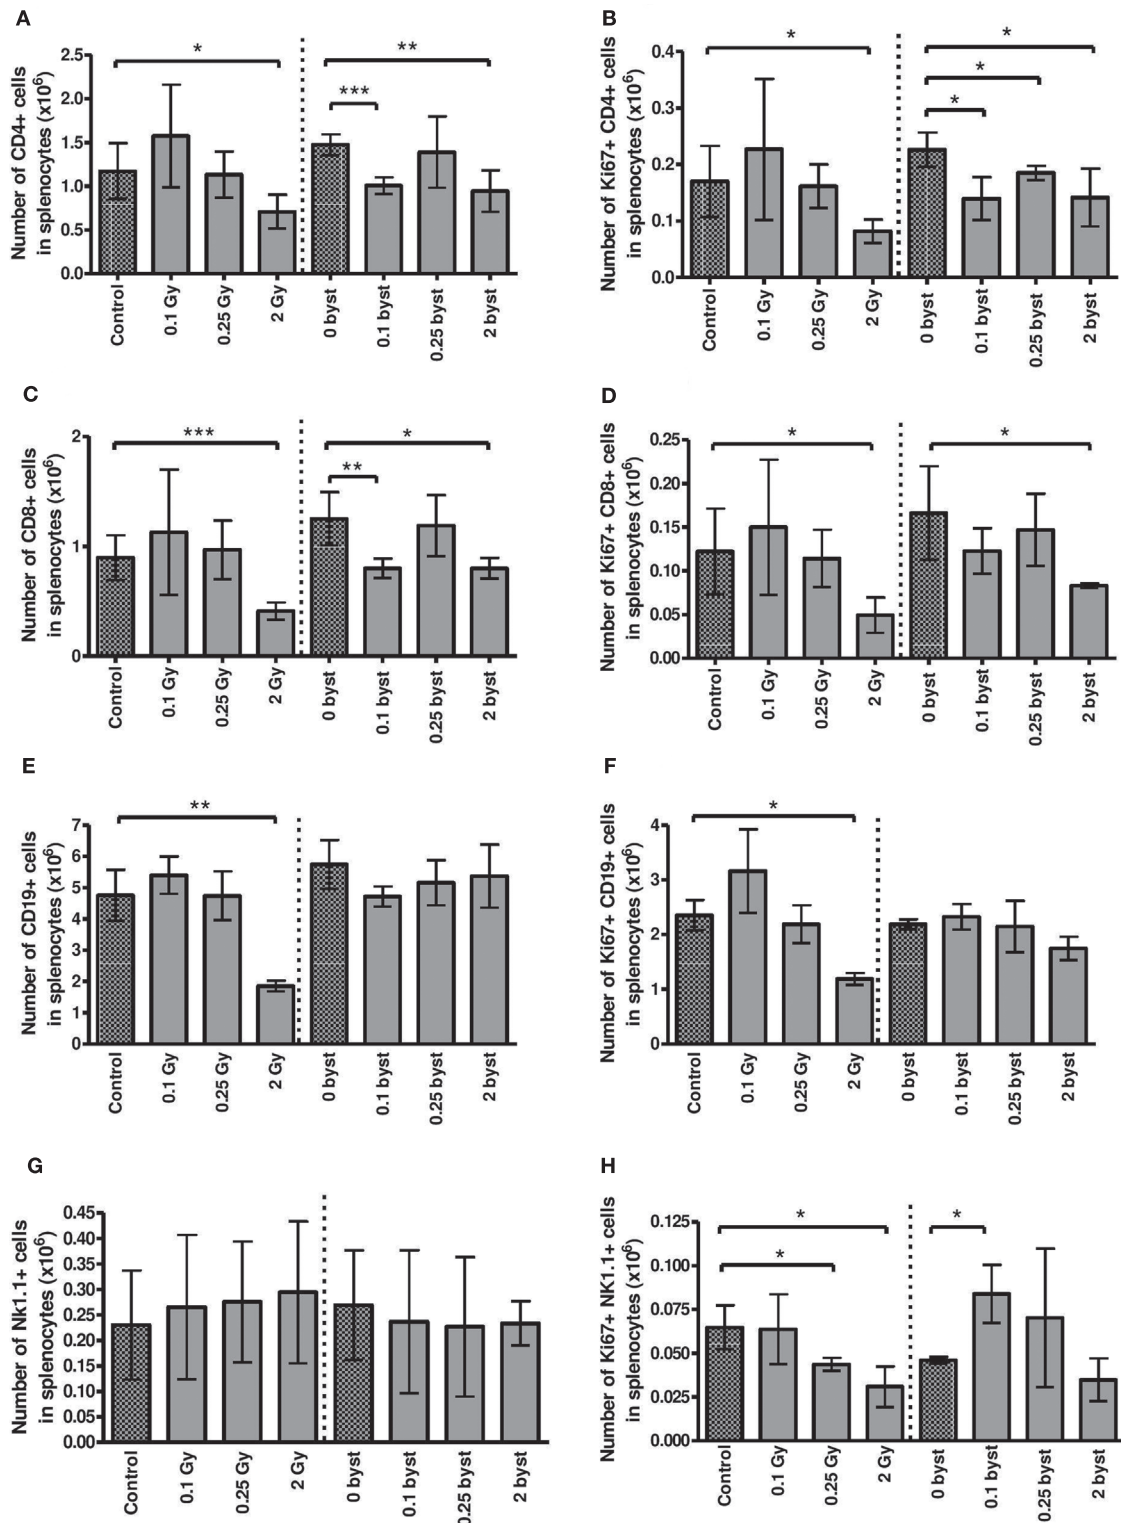 A
Number of CD4+ cells
in splenocytes (x10⁶)
2.5
2.0
1.5
1.0
0.5
0.0
*
**
***
Control
0.1 Gy
0.25 Gy
2 Gy
0 byst
0.1 byst
0.25 byst
2 byst
B
Number of Ki67+ CD4+ cells
in splenocytes (x10⁶)
0.4
0.3
0.2
0.1
0.0
*
*
*
*
Control
0.1 Gy
0.25 Gy
2 Gy
0 byst
0.1 byst
0.25 byst
2 byst
C
Number of CD8+ cells
in splenocytes (x10⁶)
2
1
0
***
*
**
Control
0.1 Gy
0.25 Gy
2 Gy
0 byst
0.1 byst
0.25 byst
2 byst
D
Number of Ki67+ CD8+ cells
in splenocytes (x10⁶)
0.25
0.20
0.15
0.10
0.05
0.00
*
*
Control
0.1 Gy
0.25 Gy
2 Gy
0 byst
0.1 byst
0.25 byst
2 byst
E
Number of CD19+ cells
in splenocytes (x10⁶)
7
6
5
4
3
2
1
0
**
Control
0.1 Gy
0.25 Gy
2 Gy
0 byst
0.1 byst
0.25 byst
2 byst
F
Number of Ki67+ CD19+ cells
in splenocytes (x10⁶)
4
3
2
1
0
*
Control
0.1 Gy
0.25 Gy
2 Gy
0 byst
0.1 byst
0.25 byst
2 byst
G
Number of Nk1.1+ cells
in splenocytes (x10⁶)
0.45
0.40
0.35
0.30
0.25
0.20
0.15
0.10
0.05
0.00
Control
0.1 Gy
0.25 Gy
2 Gy
0 byst
0.1 byst
0.25 byst
2 byst
H
Number of Ki67+ NK1.1+ cells
in splenocytes (x10⁶)
0.125
0.100
0.075
0.050
0.025
0.000
*
*
*
Control
0.1 Gy
0.25 Gy
2 Gy
0 byst
0.1 byst
0.25 byst
2 byst